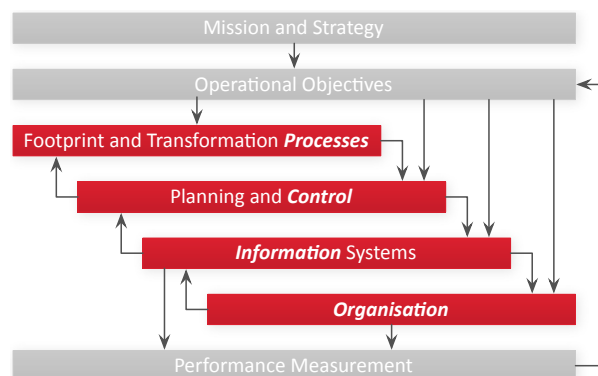 Mission and Strategy
Operational Objectives
Footprint and Transformation Processes
Planning and Control
Information Systems
Organisation
Performance Measurement